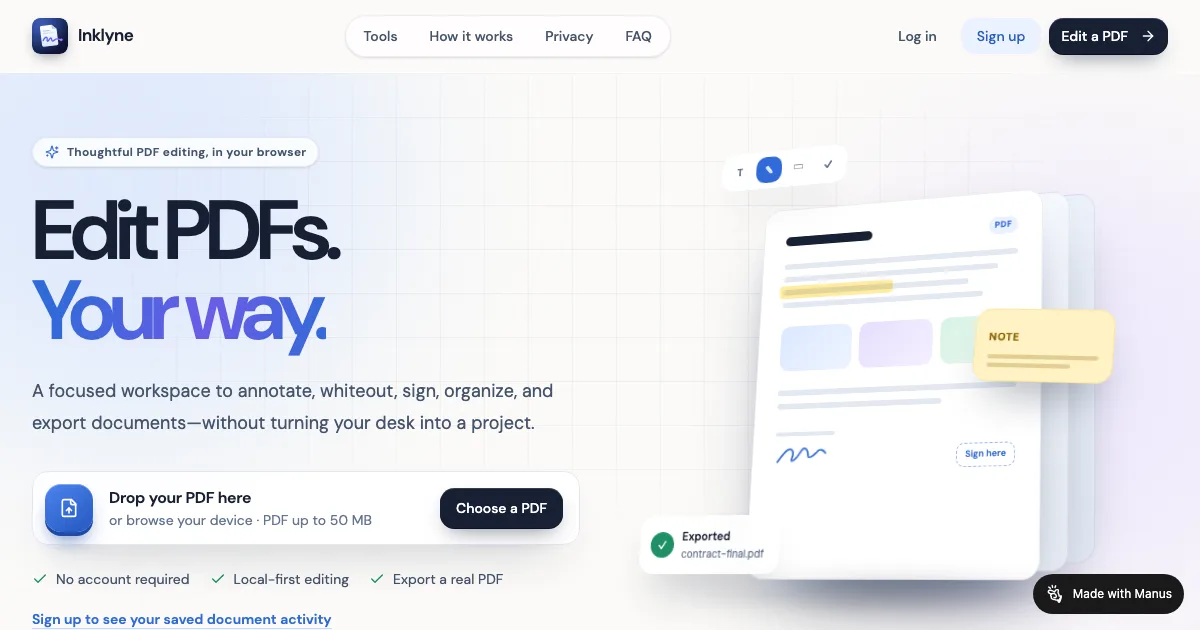 Inklyne
Tools
How it works
Privacy
FAQ
Log in
Sign up
Edit a PDF
Thoughtful PDF editing, in your browser
Edit PDFs.
Your way.
A focused workspace to annotate, whiteout, sign, organize, and
export documents—without turning your desk into a project.
Drop your PDF here
or browse your device · PDF up to 50 MB
Choose a PDF
No account required
Local-first editing
Export a real PDF
Sign up to see your saved document activity
T
PDF
NOTE
Sign here
Exported
contract-final.pdf
Made with Manus